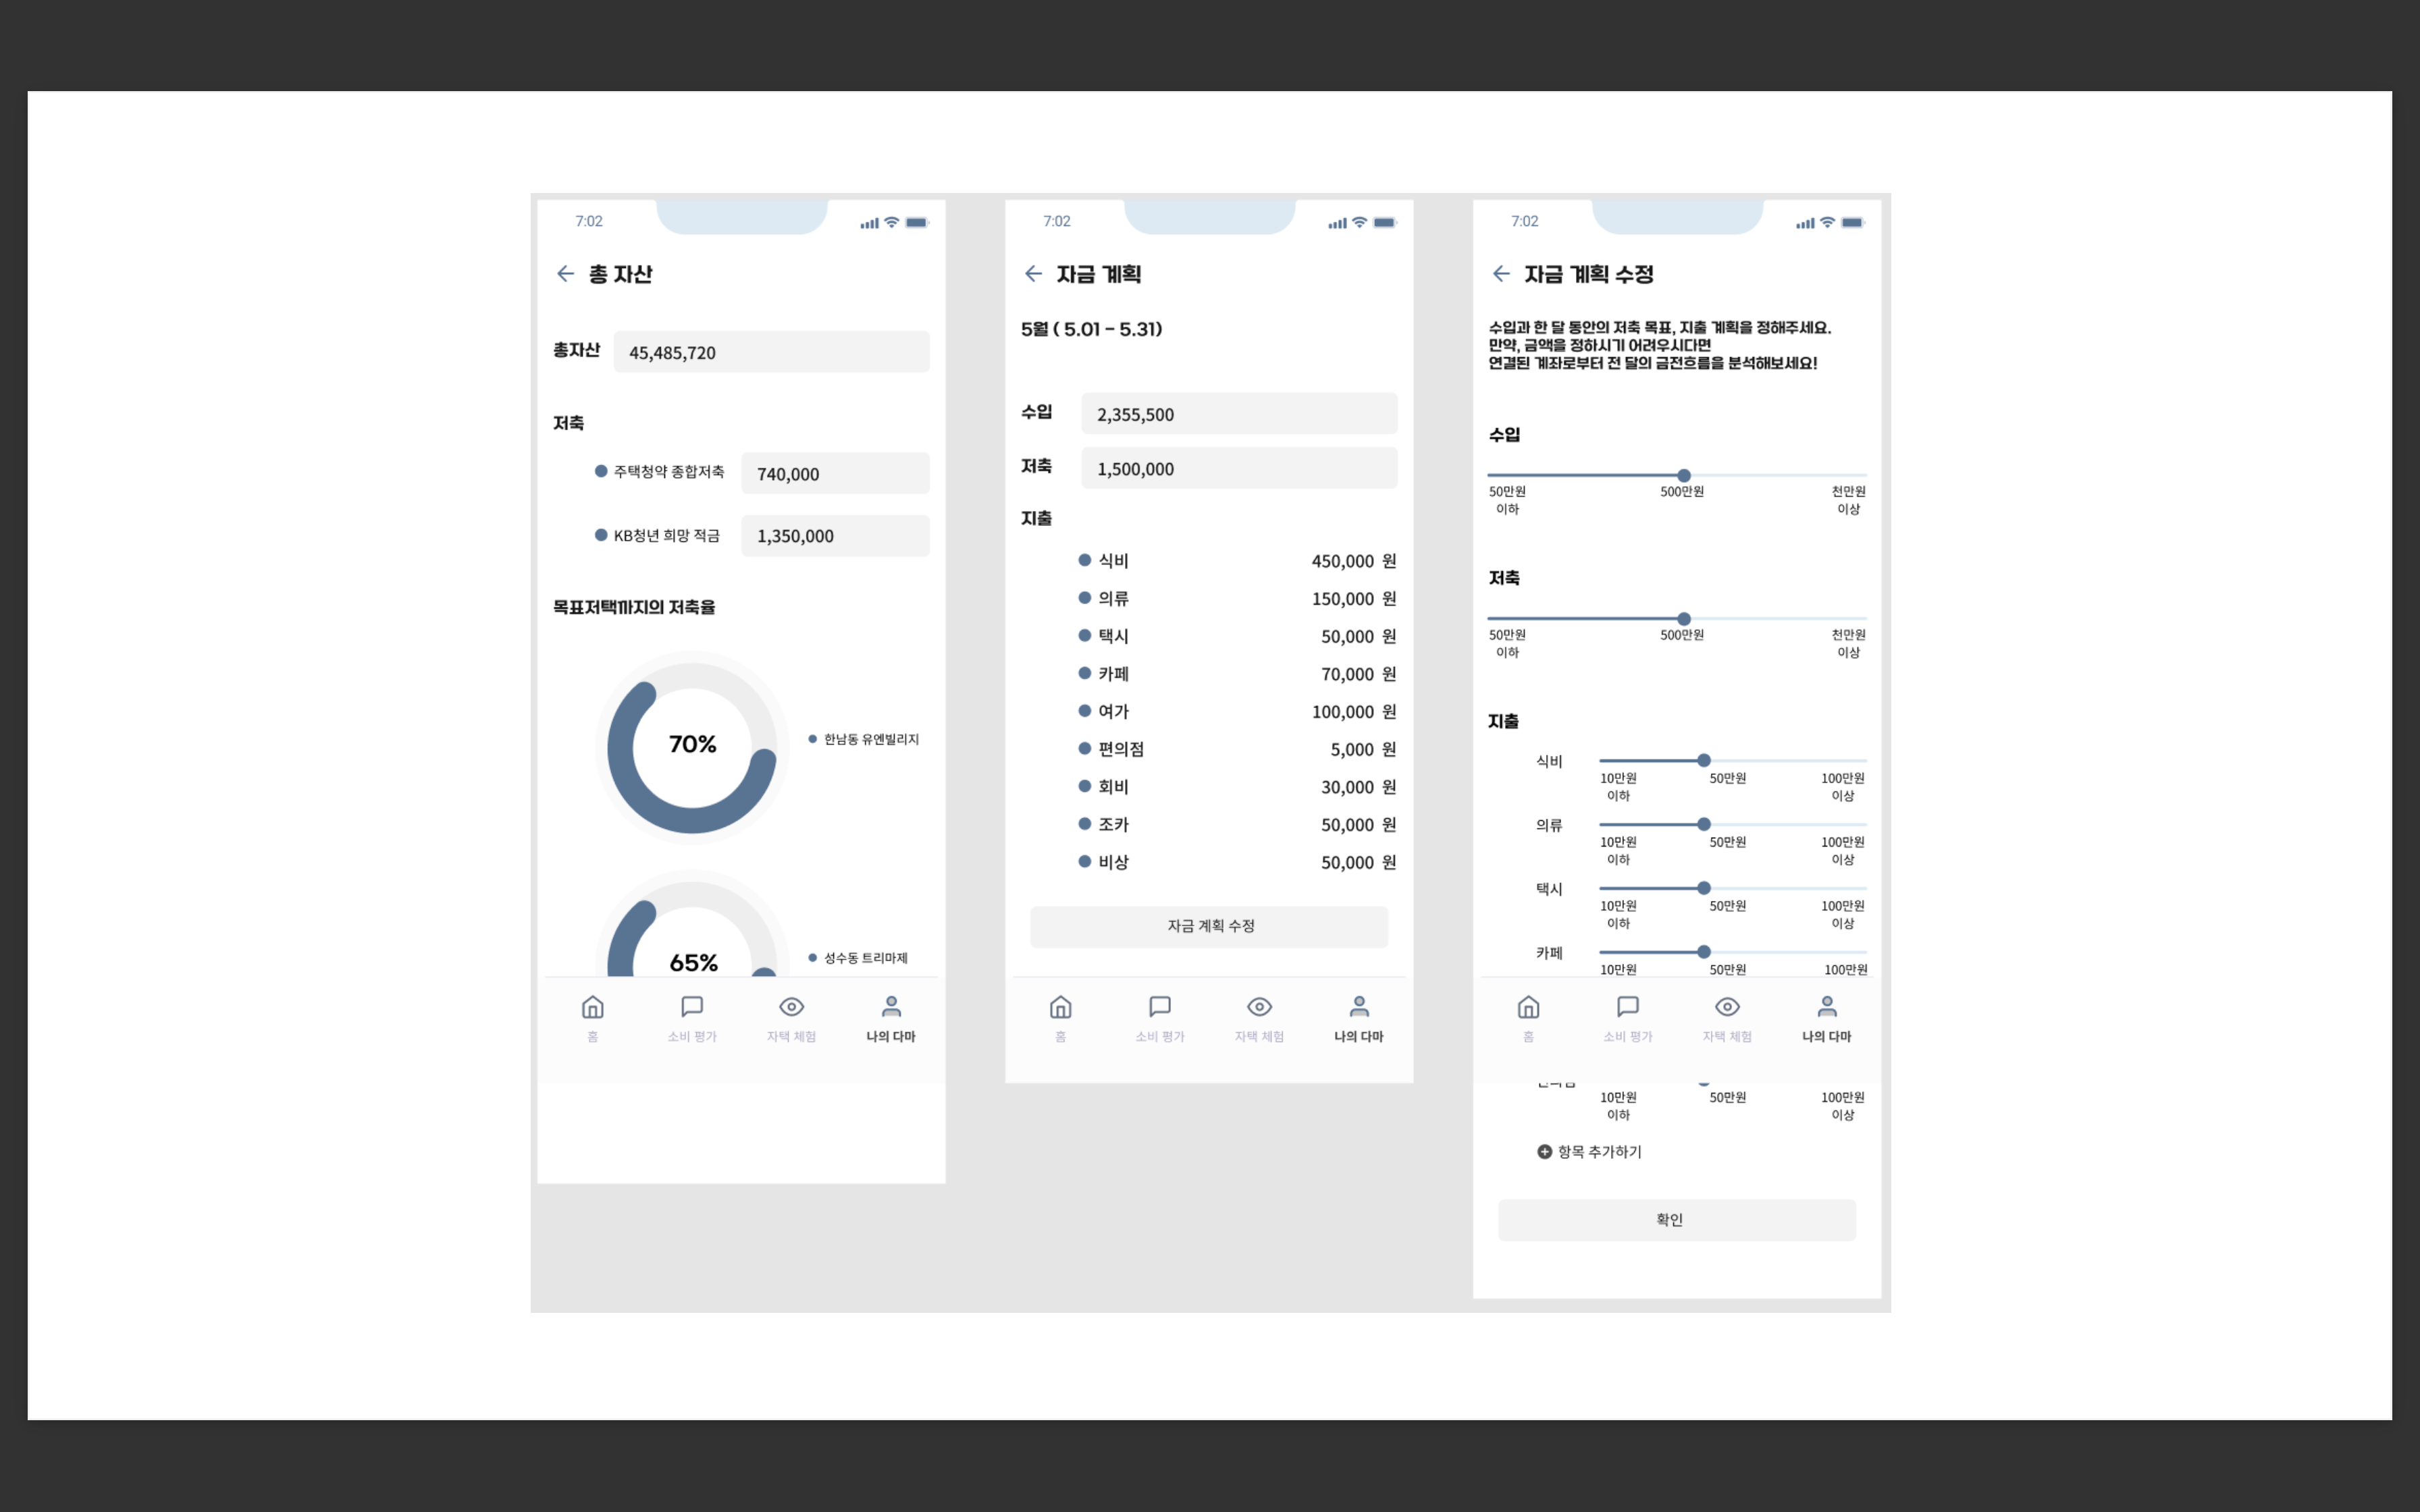 7:02
총 자산
총자산 45,485,720
저축
주택청약 종합저축 740,000
KB청년 희망 적금 1,350,000
목표저택까지의 저축율
70%
한남동 유엔빌리지
65%
성수동 트리마제
홈 소비 평가 자택 체험 나의 다마
7:02
자금 계획
5월 ( 5.01 - 5.31)
수입 2,355,500
저축 1,500,000
지출
식비 450,000 원
의류 150,000 원
택시 50,000 원
카페 70,000 원
여가 100,000 원
편의점 5,000 원
회비 30,000 원
조카 50,000 원
비상 50,000 원
자금 계획 수정
홈 소비 평가 자택 체험 나의 다마
7:02
자금 계획 수정
수입과 한 달 동안의 저축 목표, 지출 계획을 정해주세요.
만약, 금액을 정하시기 어려우시다면
연결된 계좌로부터 전 달의 금전흐름을 분석해보세요!
수입
50만원 500만원 천만원
이하 이상
저축
50만원 500만원 천만원
이하 이상
지출
식비
10만원 50만원 100만원
이하 이상
의류
10만원 50만원 100만원
이하 이상
택시
10만원 50만원 100만원
이하 이상
카페
10만원 50만원 100만원
홈 소비 평가 자택 체험 나의 다마
10만원 50만원 100만원
이하 이상
항목 추가하기
확인